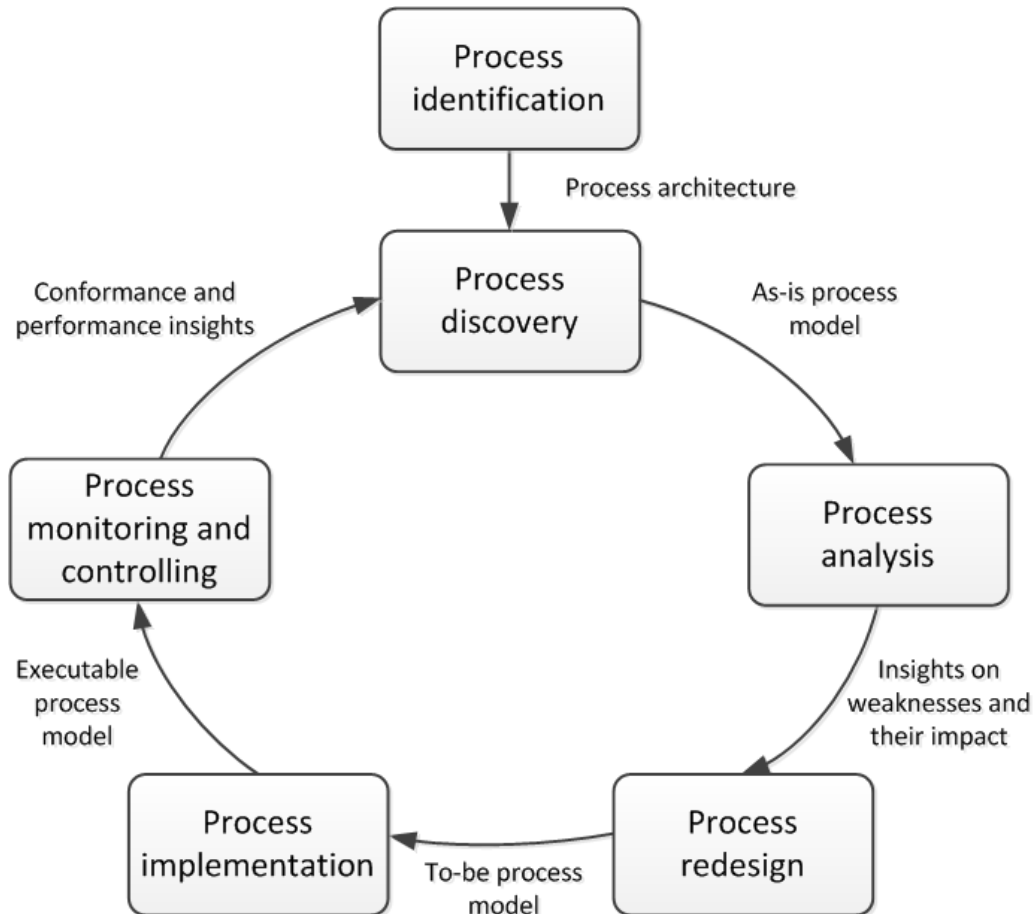 Process
identification
Process architecture
Process
discovery
As-is process
model
Process
analysis
Insights on
weaknesses and
their impact
Process
redesign
To-be process
model
Process
implementation
Executable
process
model
Process
monitoring and
controlling
Conformance and
performance insights